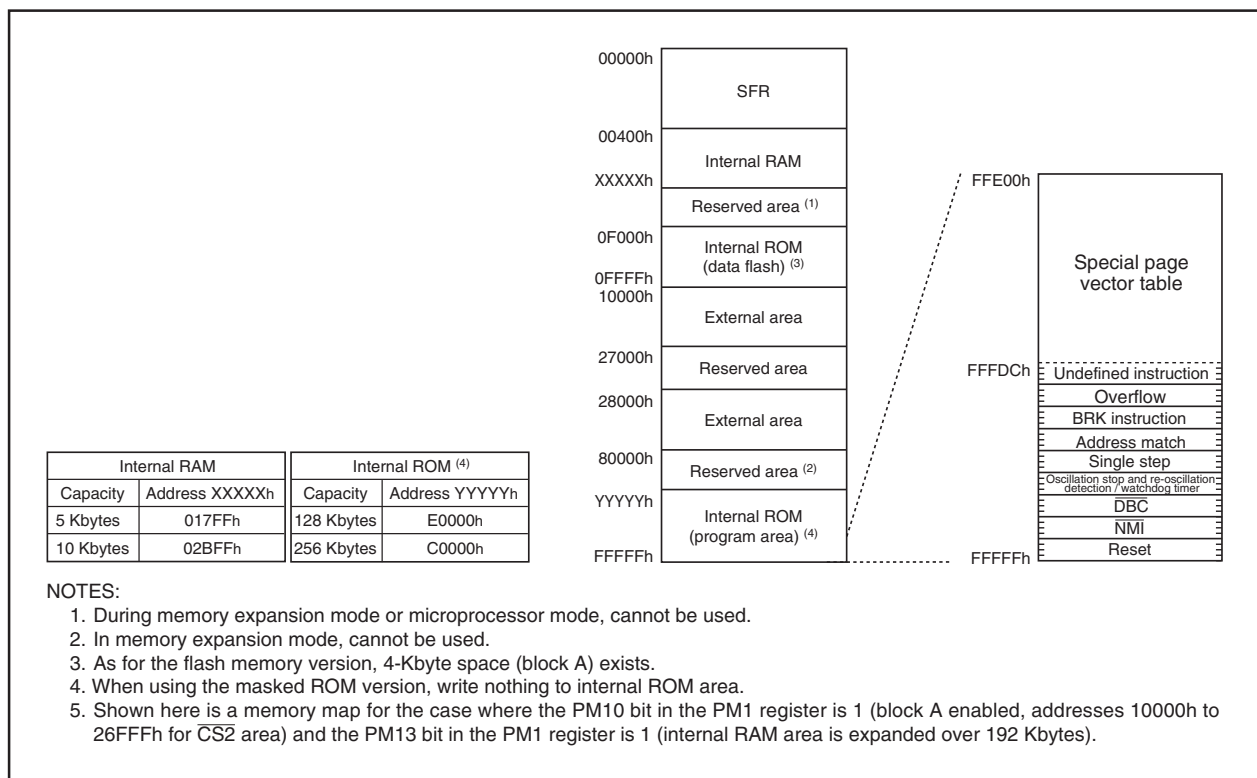 00000h
SFR
00400h
Internal RAM
XXXXXh
Reserved area (1)
0F000h
Internal ROM
(data flash) (3)
0FFFFh
10000h
External area
27000h
Reserved area
28000h
External area
80000h
Reserved area (2)
YYYYYh
Internal ROM
(program area) (4)
FFFFFh
FFE00h
Special page
vector table
FFFDCh
Undefined instruction
Overflow
BRK instruction
Address match
Single step
Oscillation stop and re-oscillation
detection / watchdog timer
DBC
NMI
Reset
FFFFFh
Internal RAM
Internal ROM (4)
Capacity Address XXXXXh Capacity Address YYYYYh
5 Kbytes 017FFh 128 Kbytes E0000h
10 Kbytes 02BFFh 256 Kbytes C0000h
NOTES:
1. During memory expansion mode or microprocessor mode, cannot be used.
2. In memory expansion mode, cannot be used.
3. As for the flash memory version, 4-Kbyte space (block A) exists.
4. When using the masked ROM version, write nothing to internal ROM area.
5. Shown here is a memory map for the case where the PM10 bit in the PM1 register is 1 (block A enabled, addresses 10000h to
26FFFh for CS2 area) and the PM13 bit in the PM1 register is 1 (internal RAM area is expanded over 192 Kbytes).